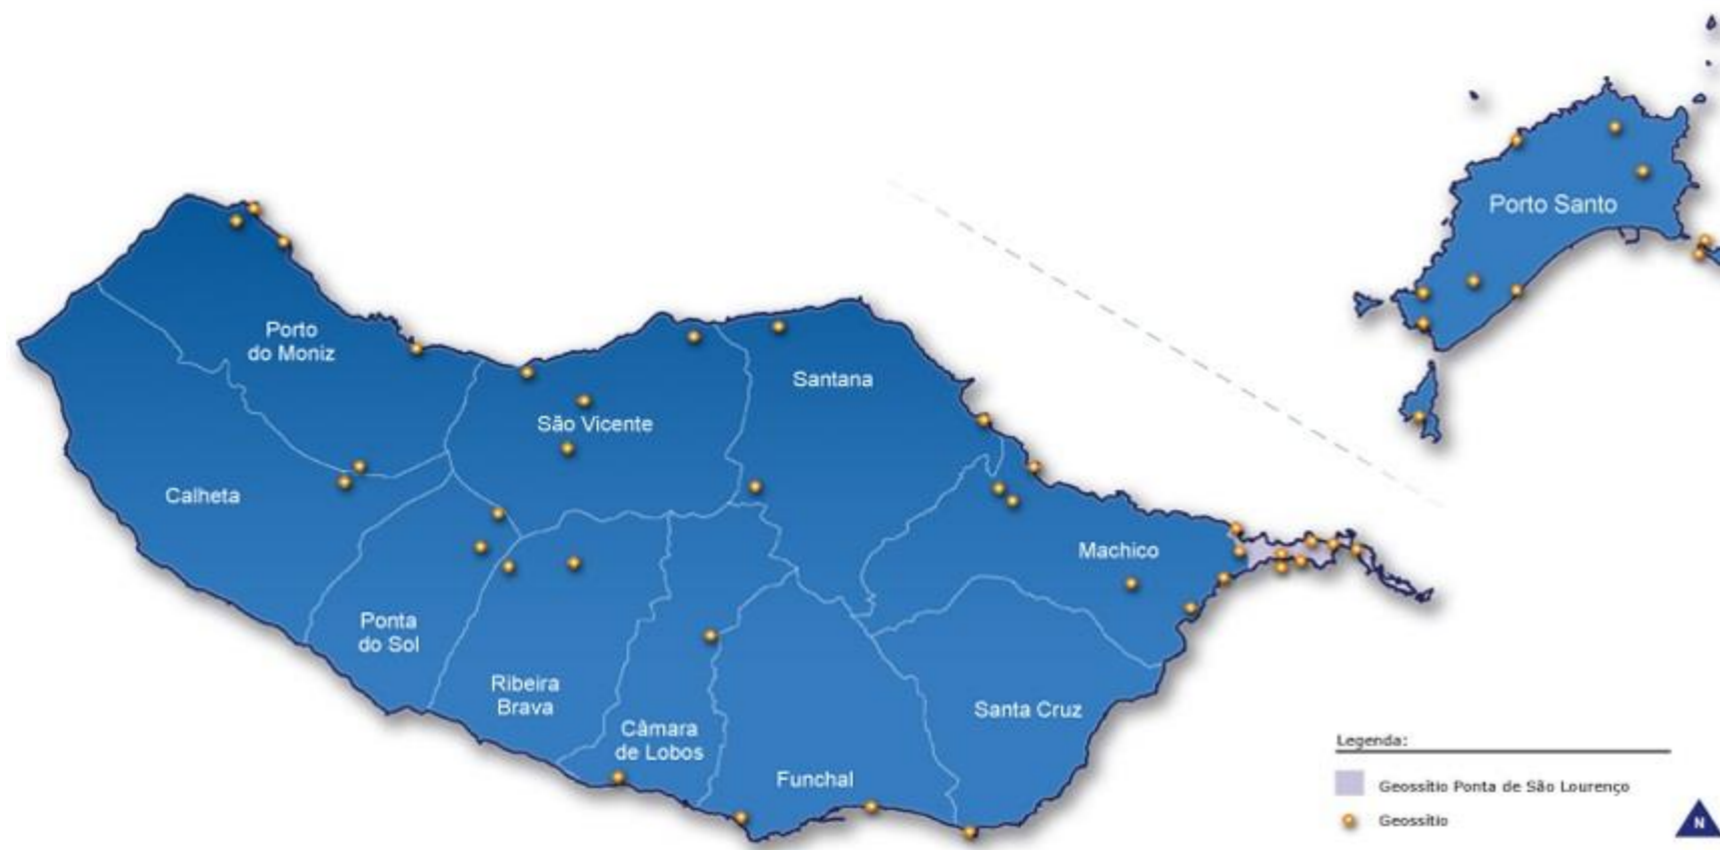 Porto Santo
Porto
do Moniz
Santana
São Vicente
Calheta
Machico
Ponta
do Sol
Ribeira
Brava
Santa Cruz
Câmara
de Lobos
Funchal
Legenda:
Geossítio Ponta de São Lourenço
Geossítio
N